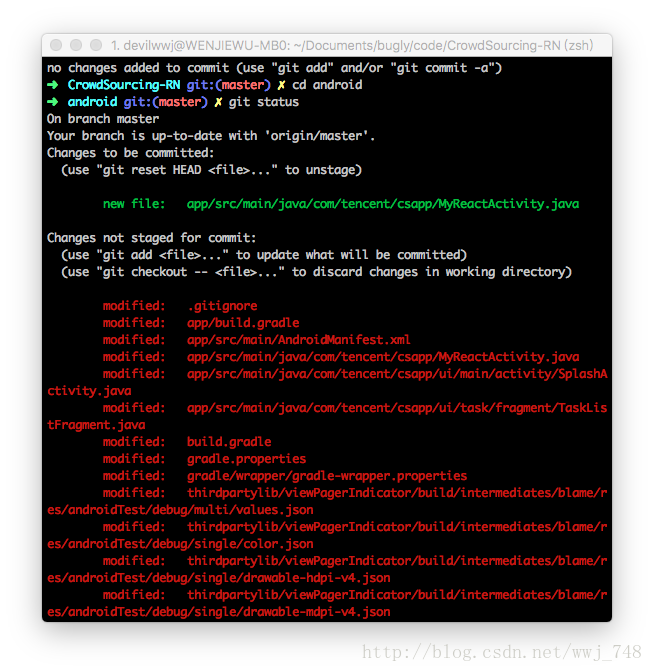 1. devilwwj@WENJIEWU-MB0: ~/Documents/bugly/code/CrowdSourcing-RN (zsh)
no changes added to commit (use "git add" and/or "git commit -a")
➜  CrowdSourcing-RN git:(master) ✗ cd android
➜  android git:(master) ✗ git status
On branch master
Your branch is up-to-date with 'origin/master'.
Changes to be committed:
  (use "git reset HEAD <file>..." to unstage)
        new file:   app/src/main/java/com/tencent/csapp/MyReactActivity.java
Changes not staged for commit:
  (use "git add <file>..." to update what will be committed)
  (use "git checkout -- <file>..." to discard changes in working directory)
        modified:   .gitignore
        modified:   app/build.gradle
        modified:   app/src/main/AndroidManifest.xml
        modified:   app/src/main/java/com/tencent/csapp/MyReactActivity.java
        modified:   app/src/main/java/com/tencent/csapp/ui/main/activity/SplashA
ctivity.java
        modified:   app/src/main/java/com/tencent/csapp/ui/task/fragment/TaskLis
tFragment.java
        modified:   build.gradle
        modified:   gradle.properties
        modified:   gradle/wrapper/gradle-wrapper.properties
        modified:   thirdpartylib/viewPagerIndicator/build/intermediates/blame/r
es/androidTest/debug/multi/values.json
        modified:   thirdpartylib/viewPagerIndicator/build/intermediates/blame/r
es/androidTest/debug/single/color.json
        modified:   thirdpartylib/viewPagerIndicator/build/intermediates/blame/r
es/androidTest/debug/single/drawable-hdpi-v4.json
        modified:   thirdpartylib/viewPagerIndicator/build/intermediates/blame/r
es/androidTest/debug/single/drawable-mdpi-v4.json
http://blog.csdn.net/wwj_748